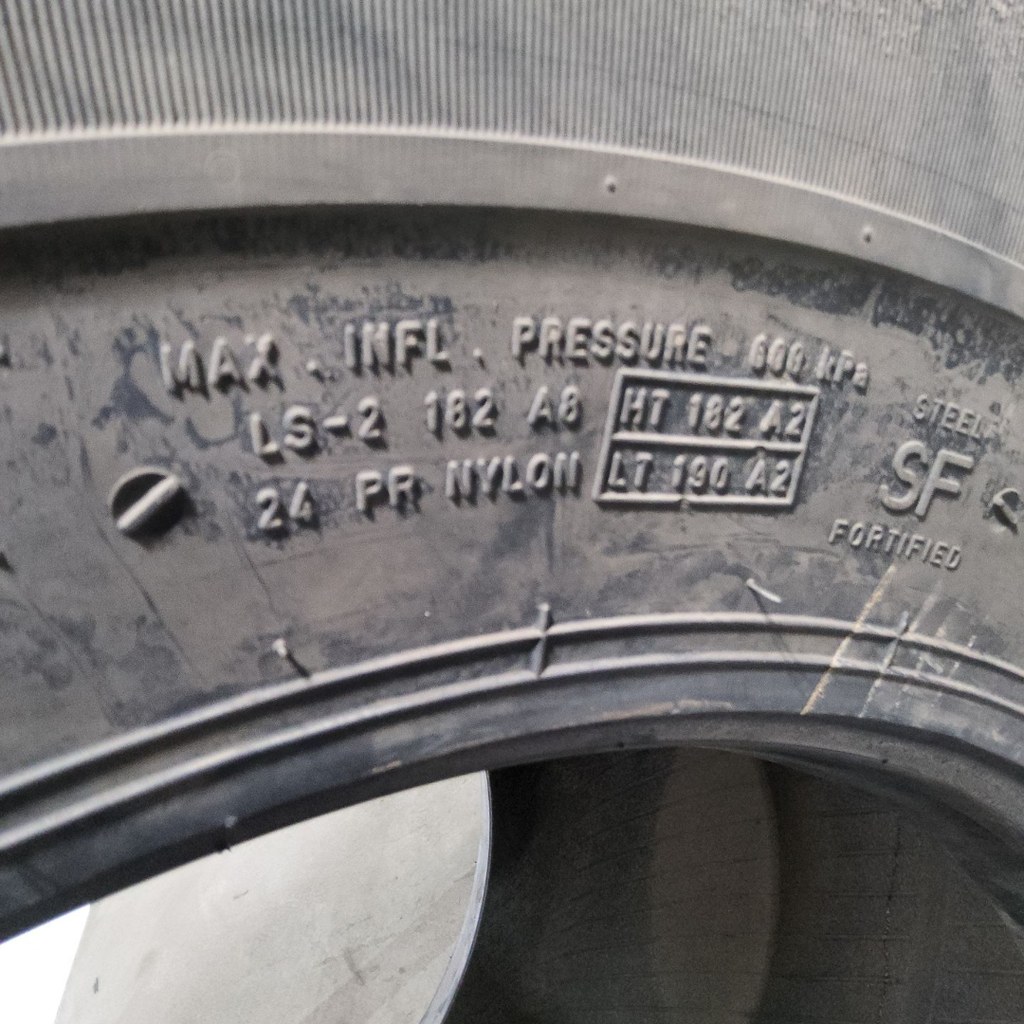 MAX. INFL. PRESSURE 600 kPa
LS-2 182 A8
HT 182 A2
24 PR NYLON
LT 190 A2
STEEL
SF
FORTIFIED